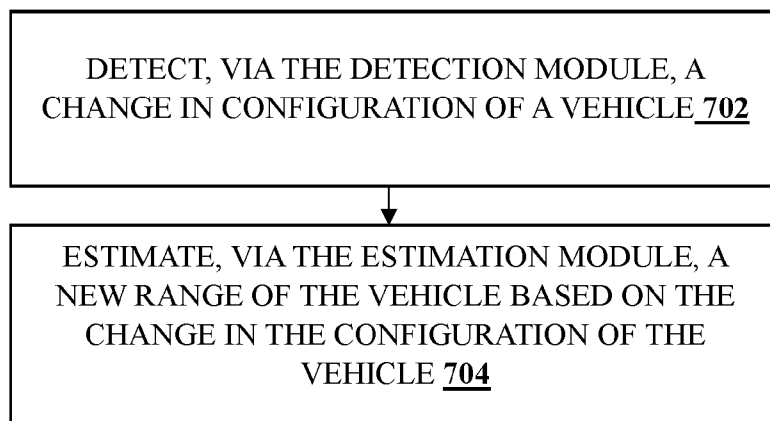 DETECT, VIA THE DETECTION MODULE, A
CHANGE IN CONFIGURATION OF A VEHICLE 702
ESTIMATE, VIA THE ESTIMATION MODULE, A
NEW RANGE OF THE VEHICLE BASED ON THE
CHANGE IN THE CONFIGURATION OF THE
VEHICLE 704